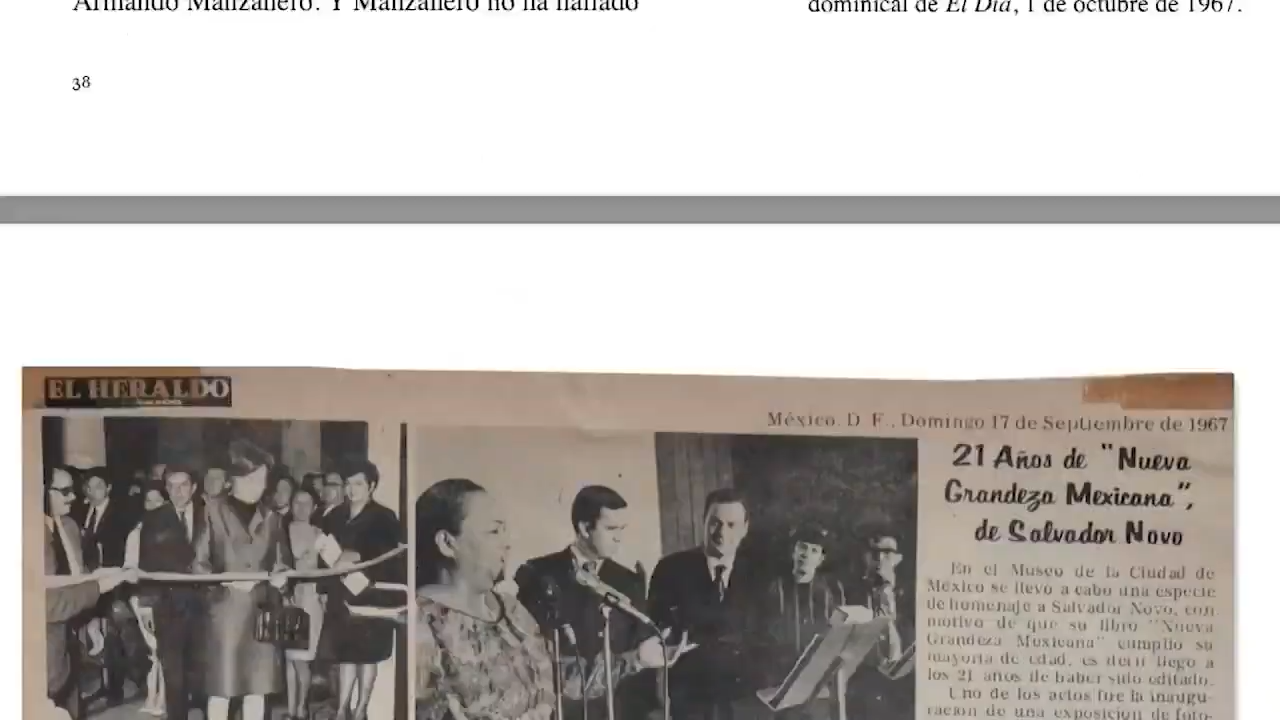 Armando Manzanero. Y Manzanero no ha hallado
dominical de El Día, 1 de octubre de 1967.
38
EL HERALDO
México, D. F., Domingo 17 de Septiembre de 1967
21 Años de "Nueva
Grandeza Mexicana",
de Salvador Novo
En el Museo de la Ciudad de
México se llevó a cabo una especie
de homenaje a Salvador Novo, con
motivo de que su libro "Nueva
Grandeza Mexicana" cumplió su
mayoría de edad, es decir llegó a
los 21 años de haber sido editado.
Uno de los actos fue la inaugu-
ración de una exposición de foto-